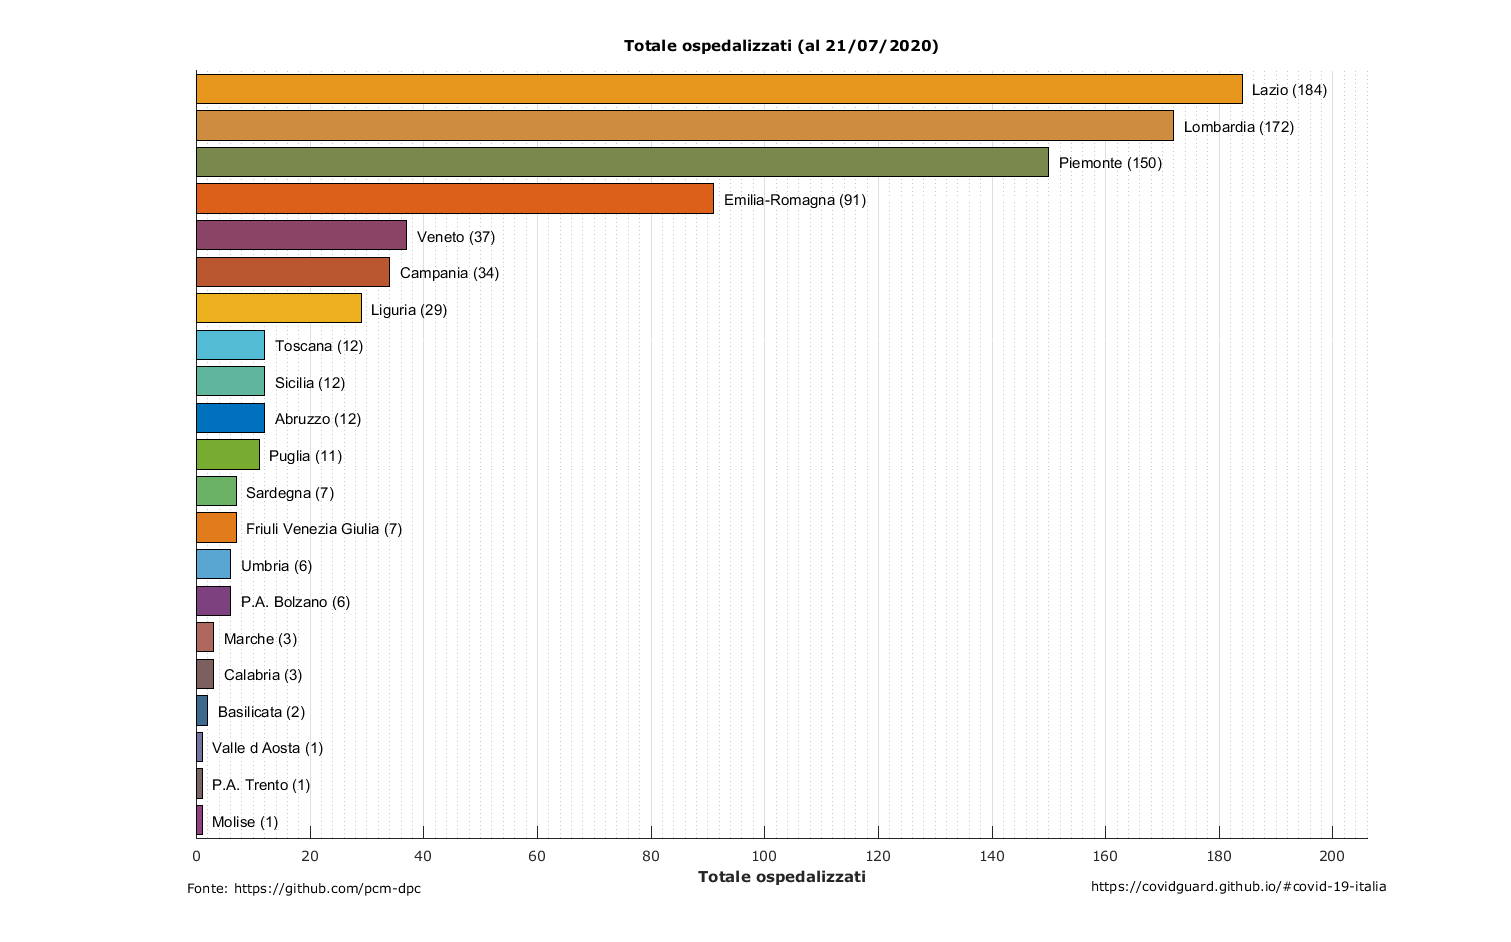 Totale ospedalizzati (al 21/07/2020)
Lazio (184)
Lombardia (172)
Piemonte (150)
Emilia-Romagna (91)
Veneto (37)
Campania (34)
Liguria (29)
Toscana (12)
Sicilia (12)
Abruzzo (12)
Puglia (11)
Sardegna (7)
Friuli Venezia Giulia (7)
Umbria (6)
P.A. Bolzano (6)
Marche (3)
Calabria (3)
Basilicata (2)
Valle d Aosta (1)
P.A. Trento (1)
Molise (1)
0 20 40 60 80 100 120 140 160 180 200
Totale ospedalizzati
Fonte: https://github.com/pcm-dpc
https://covidguard.github.io/#covid-19-italia